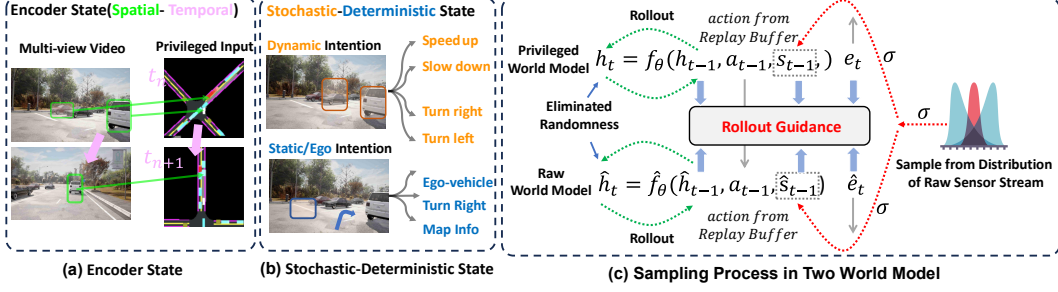 Encoder State(Spatial- Temporal)
Multi-view Video
Privileged Input
t_n
t_{n+1}
(a) Encoder State
Stochastic-Deterministic State
Dynamic Intention
Speed up
Slow down
Turn right
Turn left
Static/Ego Intention
Ego-vehicle
Turn Right
Map Info
(b) Stochastic-Deterministic State
Rollout
action from
Replay Buffer
Privileged
World Model
h_t = f_θ(h_{t-1}, a_{t-1}, s_{t-1}, ) e_t
σ
Eliminated
Randomness
Rollout Guidance
σ
Sample from Distribution
of Raw Sensor Stream
Raw
World Model
ĥ_t = f̂_θ(ĥ_{t-1}, a_{t-1}, ŝ_{t-1}) ê_t
σ
Rollout
action from
Replay Buffer
(c) Sampling Process in Two World Model